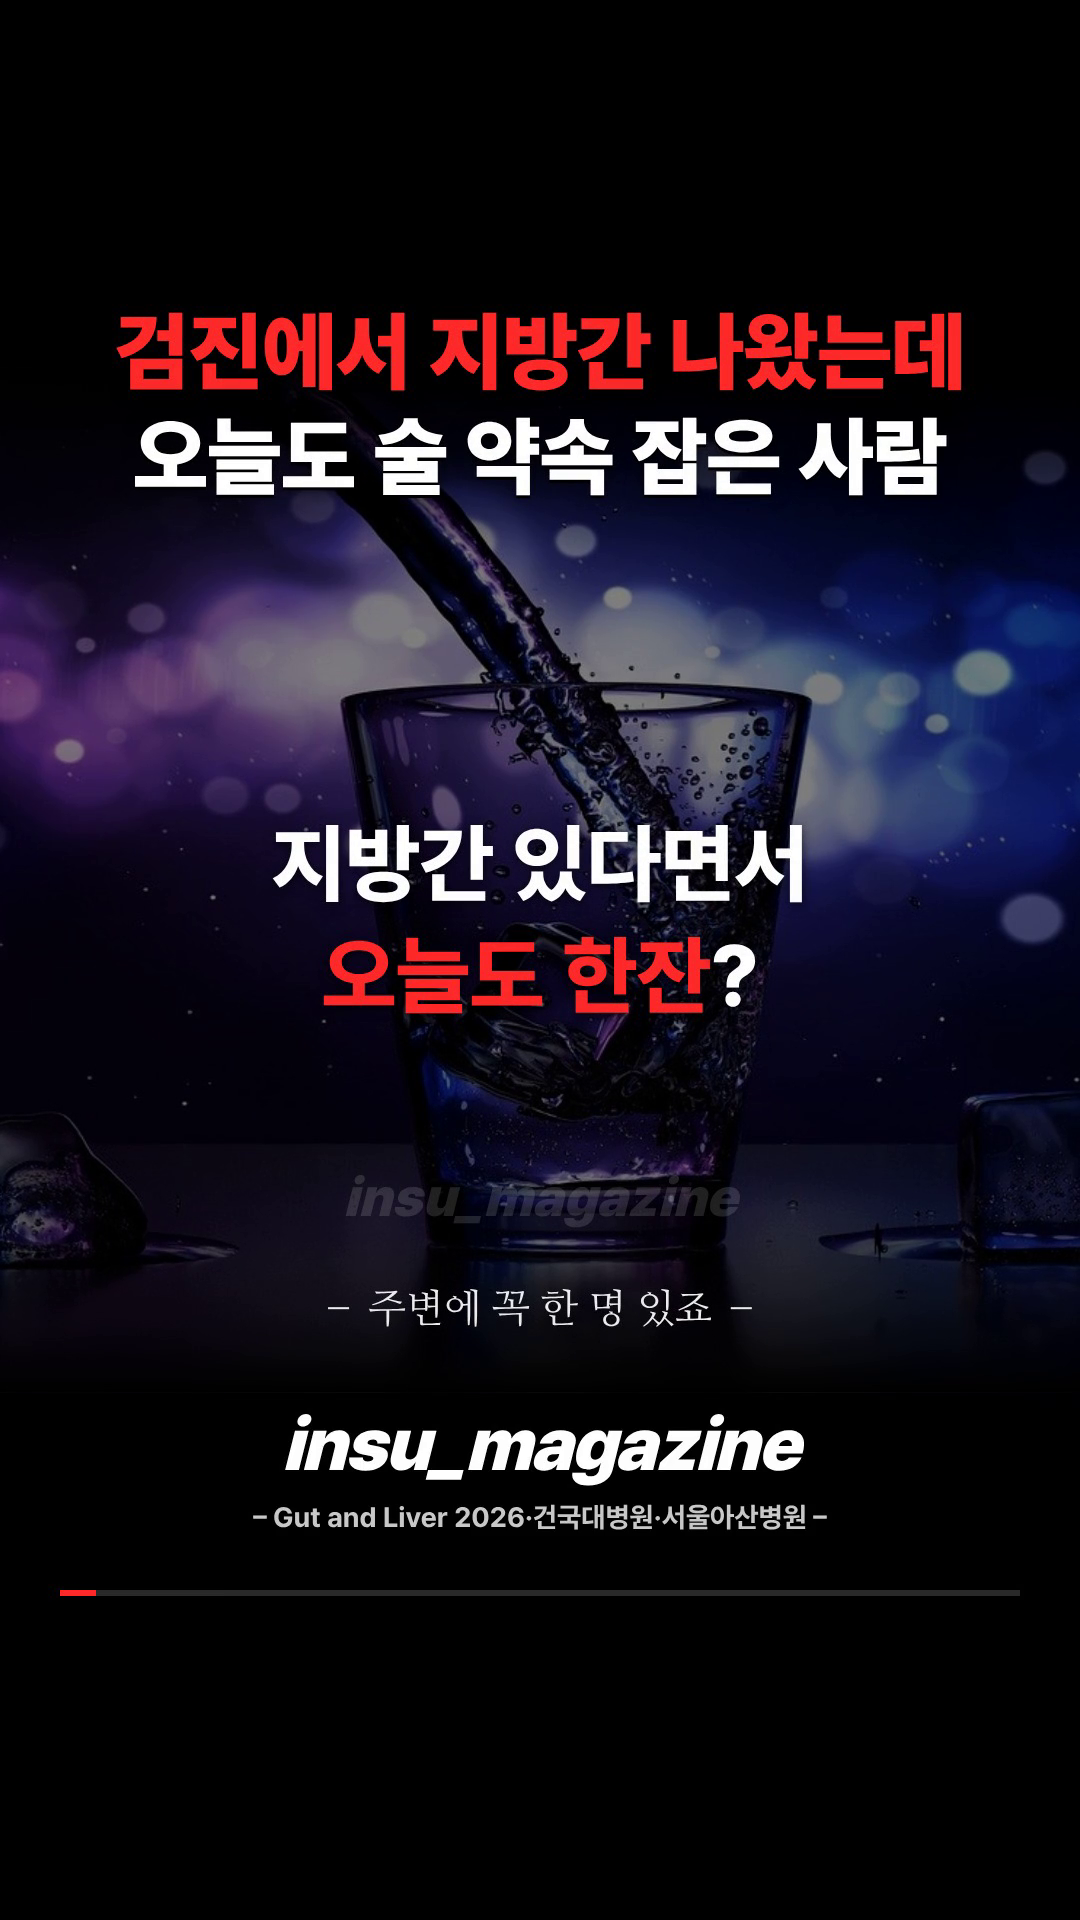 검진에서 지방간 나왔는데
오늘도 술 약속 잡은 사람
지방간 있다면서
오늘도 한잔?
insu_magazine
– 주변에 꼭 한 명 있죠 –
insu_magazine
– Gut and Liver 2026·건국대병원·서울아산병원 –